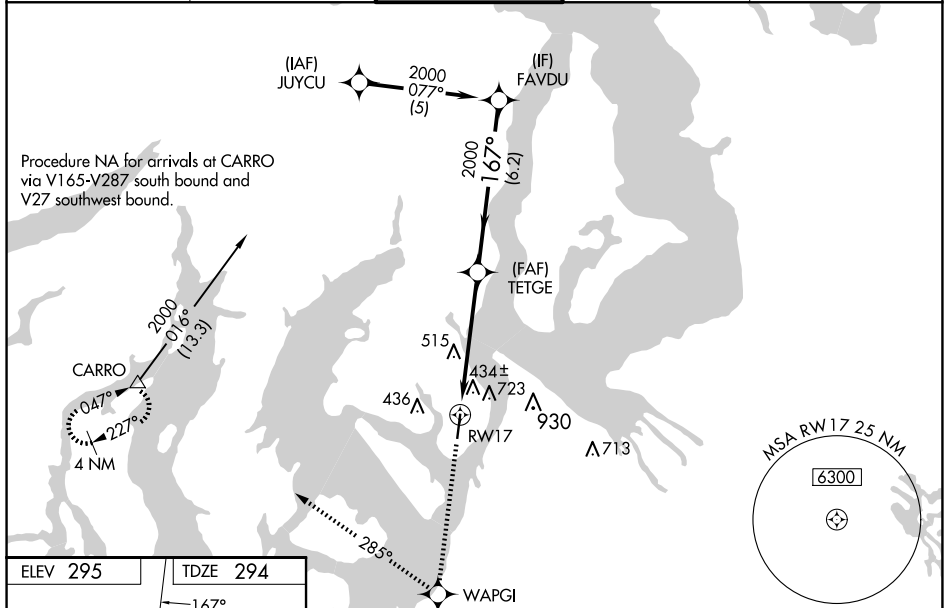 (IAF)
JUYCU
2000
077°
(5)
(IF)
FAVDU
Procedure NA for arrivals at CARRO
via V165-V287 south bound and
V27 southwest bound.
2000
167°
(6.2)
(FAF)
TETGE
2000
016°
(13.3)
CARRO
047°
227°
4 NM
515
434±
723
436
930
RW17
713
MSA RW17 25 NM
6300
285°
WAPGI
ELEV 295
TDZE 294
167°